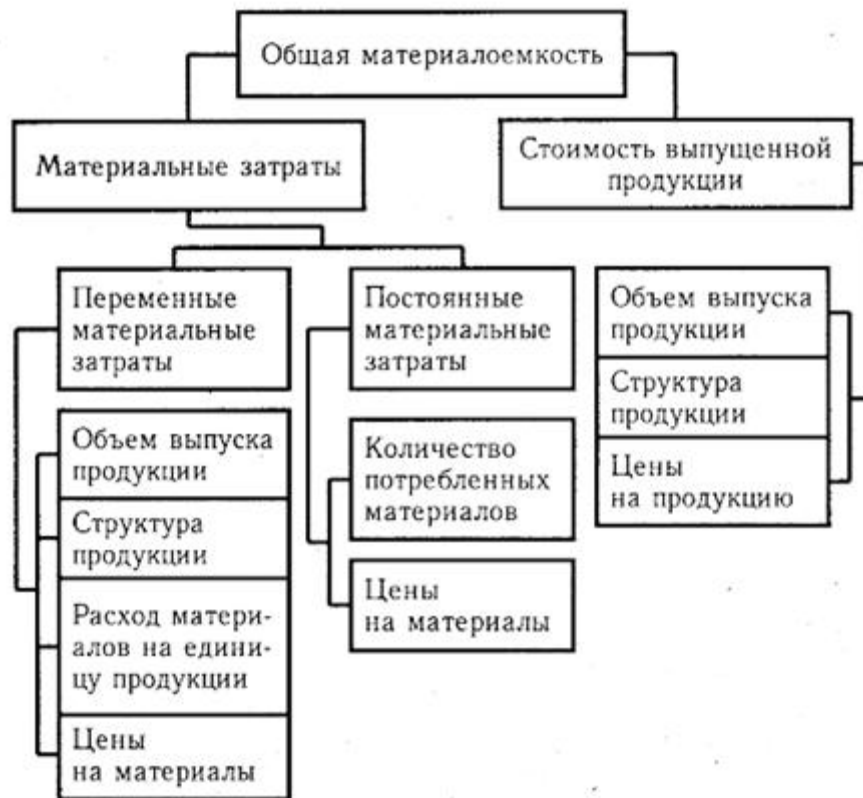 Общая материалоемкость
Материальные затраты
Стоимость выпущенной
продукции
Переменные
материальные
затраты
Постоянные
материальные
затраты
Объем выпуска
продукции
Структура
продукции
Цены
на продукцию
Объем выпуска
продукции
Структура
продукции
Расход матери-
алов на едини-
цу продукции
Цены
на материалы
Количество
потребленных
материалов
Цены
на материалы